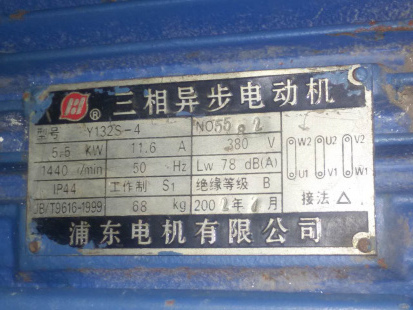 ® 三相异步电动机
型号 Y132S-4 NO55
5.5 KW 11.6 A 380 V
1440 r/min 50 Hz Lw 78 dB(A)
IP44 工作制 S1 绝缘等级 B
JB/T9616-1999 68 kg 200 年 月
W2 U2 V2
U1 V1 W1
接法 △
浦东电机有限公司